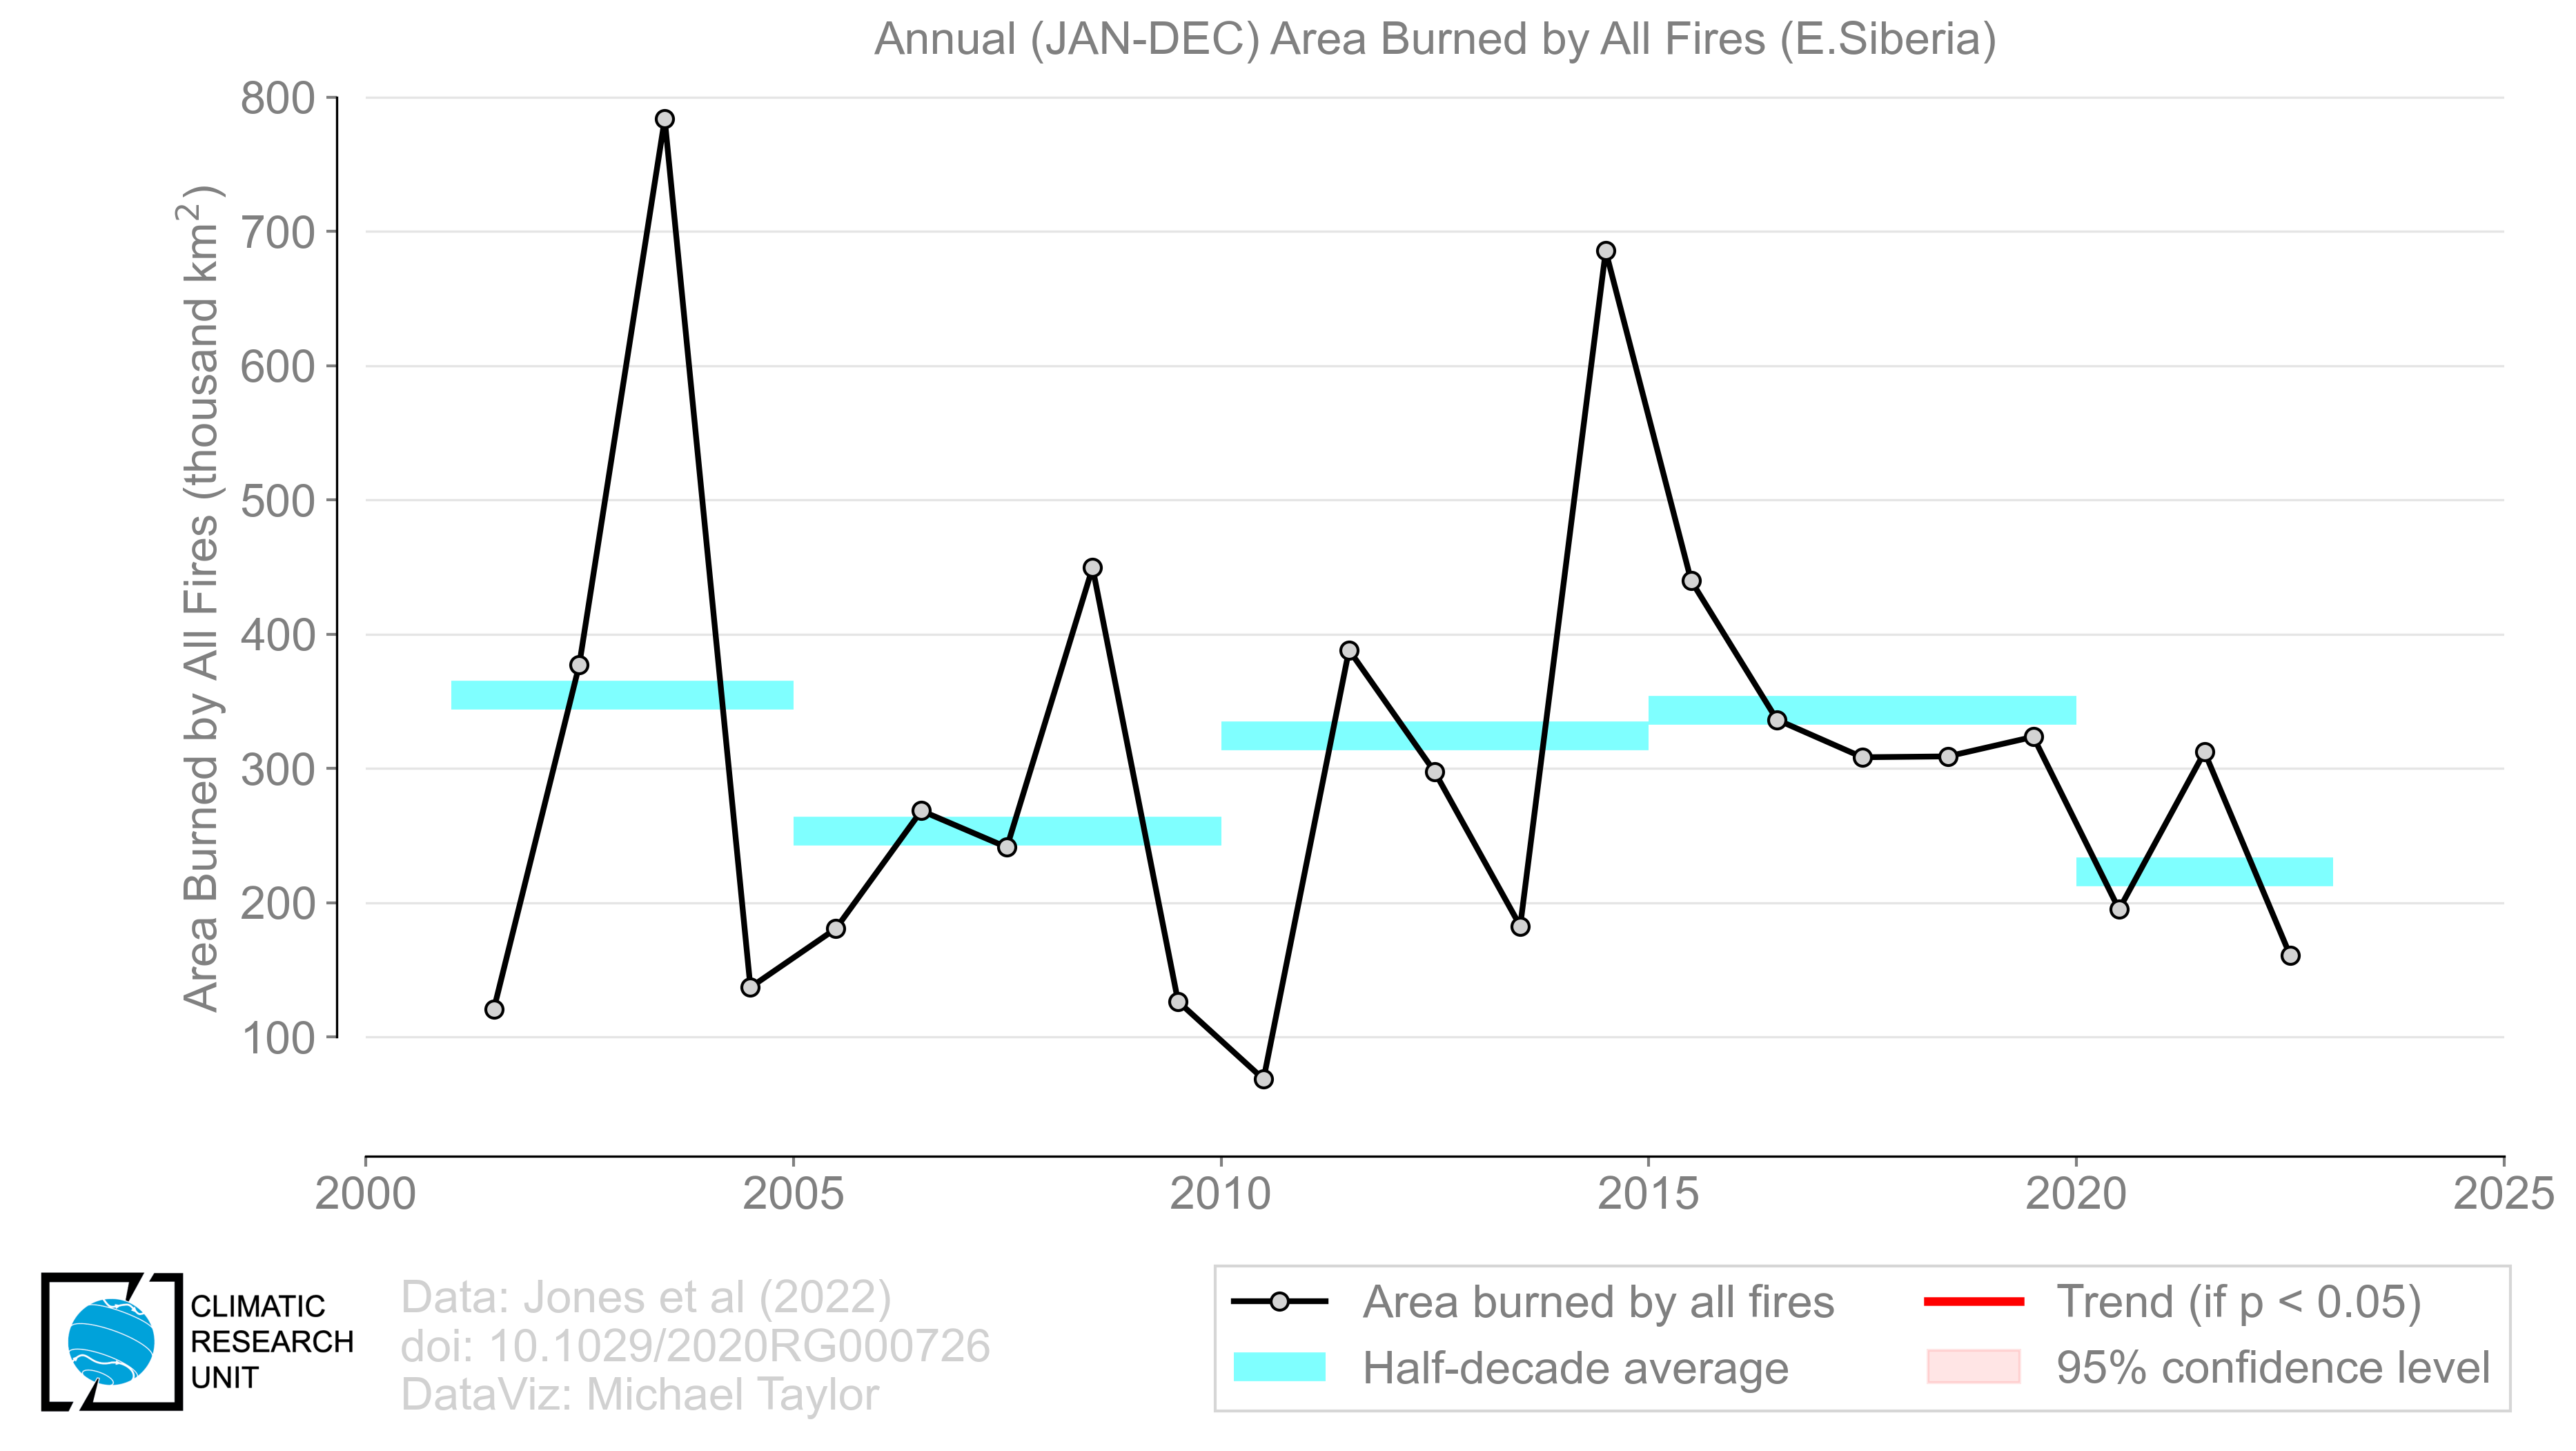 Annual (JAN-DEC) Area Burned by All Fires (E.Siberia)
Area Burned by All Fires (thousand km²)
800
700
600
500
400
300
200
100
2000 2005 2010 2015 2020 2025
CLIMATIC
RESEARCH
UNIT
Data: Jones et al (2022)
doi: 10.1029/2020RG000726
DataViz: Michael Taylor
Area burned by all fires
Half-decade average
Trend (if p < 0.05)
95% confidence level